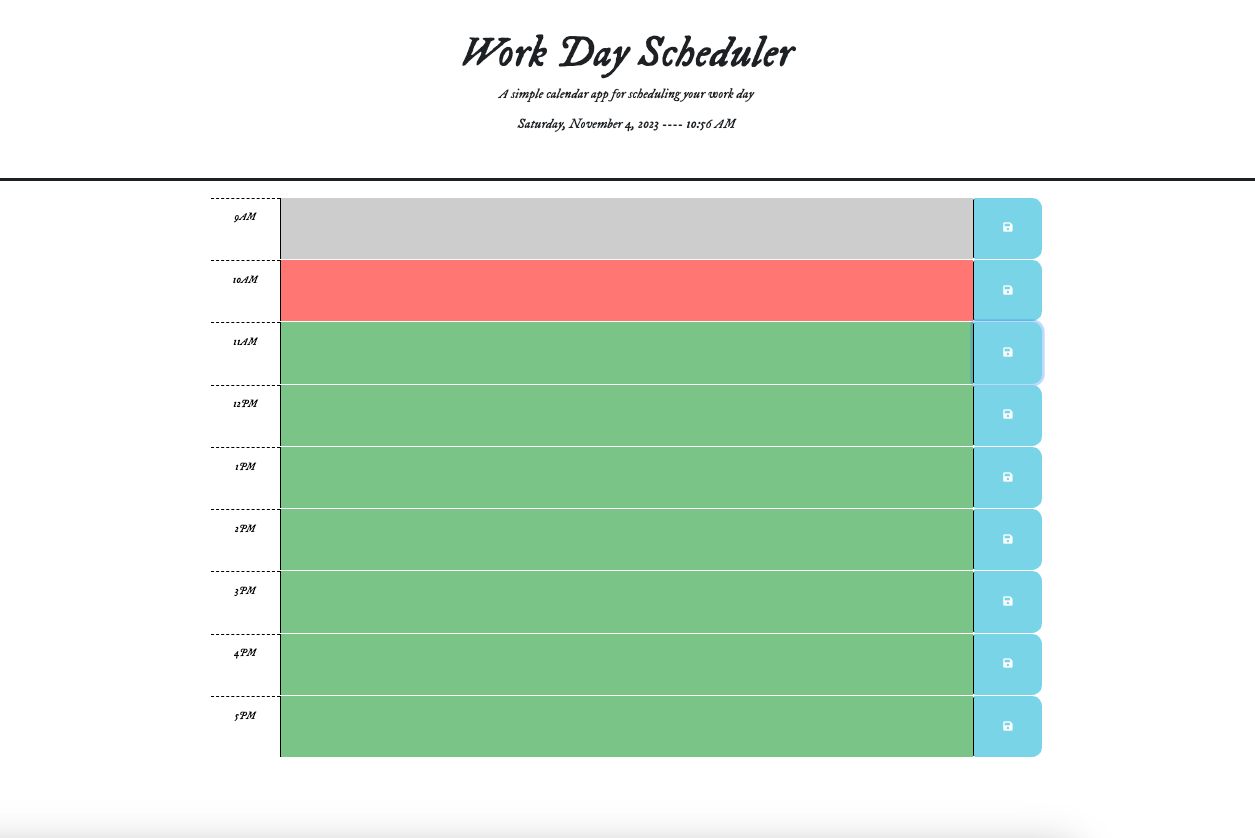 Work Day Scheduler
A simple calendar app for scheduling your work day
Saturday, November 4, 2023 ---- 10:56 AM
9AM
10AM
11AM
12PM
1PM
2PM
3PM
4PM
5PM